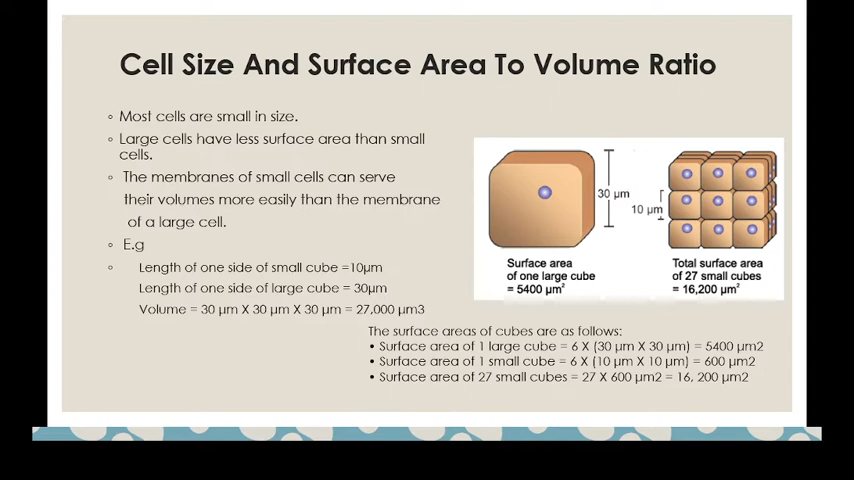 Cell Size And Surface Area To Volume Ratio
◦ Most cells are small in size.
◦ Large cells have less surface area than small
cells.
◦ The membranes of small cells can serve
their volumes more easily than the membrane
of a large cell.
◦ E.g
◦ Length of one side of small cube =10µm
Length of one side of large cube = 30µm
Volume = 30 µm X 30 µm X 30 µm = 27,000 µm3
30 µm
10 µm
Surface area
of one large cube
= 5400 µm²
Total surface area
of 27 small cubes
= 16,200 µm²
The surface areas of cubes are as follows:
• Surface area of 1 large cube = 6 X (30 µm X 30 µm) = 5400 µm2
• Surface area of 1 small cube = 6 X (10 µm X 10 µm) = 600 µm2
• Surface area of 27 small cubes = 27 X 600 µm2 = 16, 200 µm2